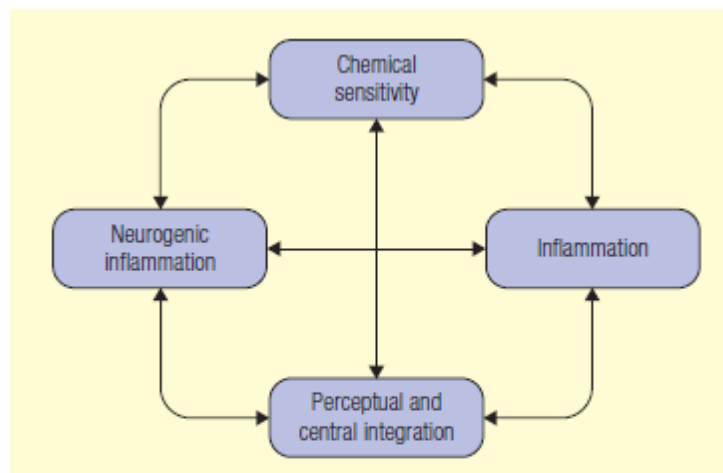 Chemical
sensitivity
Neurogenic
inflammation
Inflammation
Perceptual and
central integration